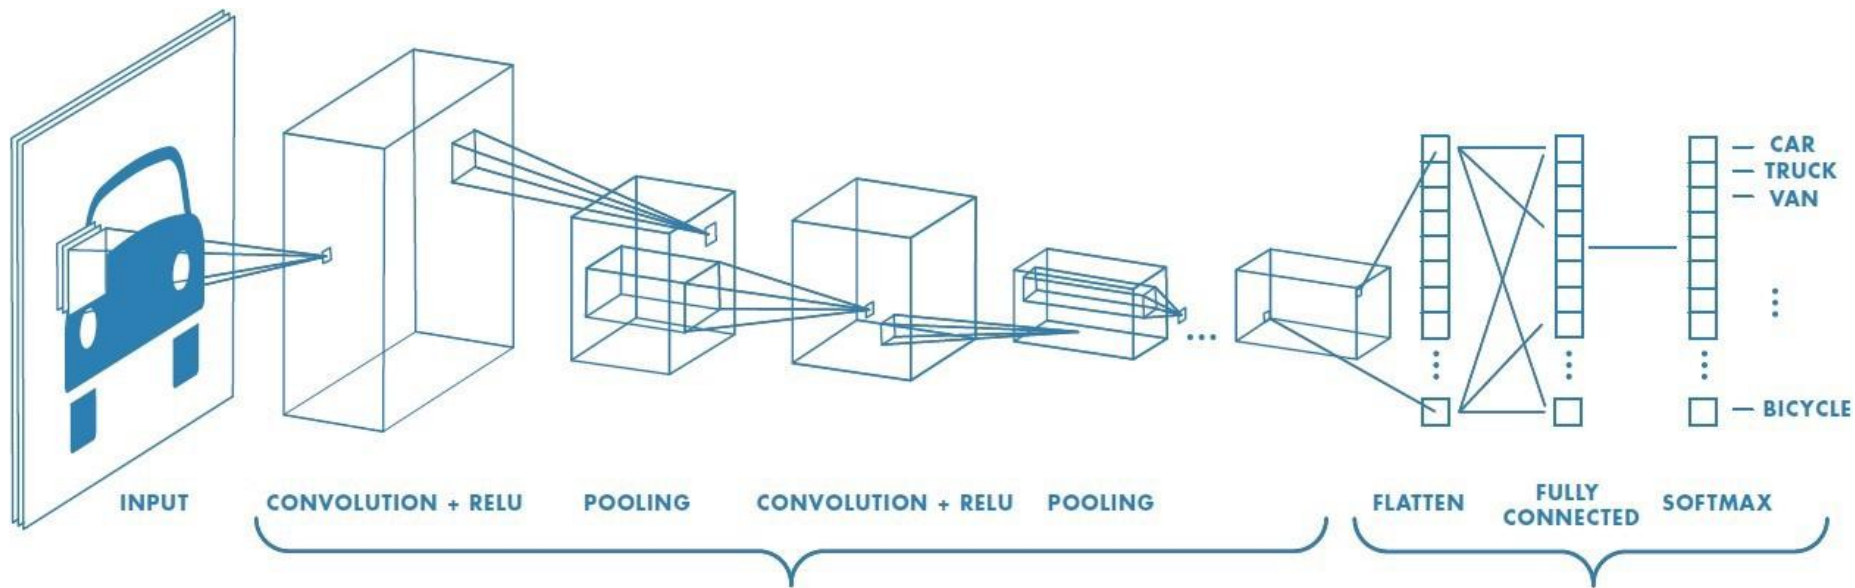 CAR
TRUCK
VAN
BICYCLE
INPUT
CONVOLUTION + RELU
POOLING
CONVOLUTION + RELU
POOLING
FLATTEN
FULLY
CONNECTED
SOFTMAX